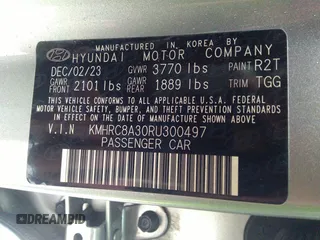 MANUFACTURED IN KOREA BY
HYUNDAI MOTOR COMPANY
DEC/02/23 GVWR 3770 lbs PAINT R2T
GAWR FRONT 2101 lbs GAWR REAR 1889 lbs TRIM TGG
THIS VEHICLE CONFORMS TO ALL APPLICABLE U.S. FEDERAL MOTOR
VEHICLE SAFETY, BUMPER, AND THEFT
PREVENTION STANDARDS IN EFFECT ON THE DATE
OF MANUFACTURE SHOWN ABOVE.
V.I.N KMHRC8A30RU300497
PASSENGER CAR
© DREAMBID